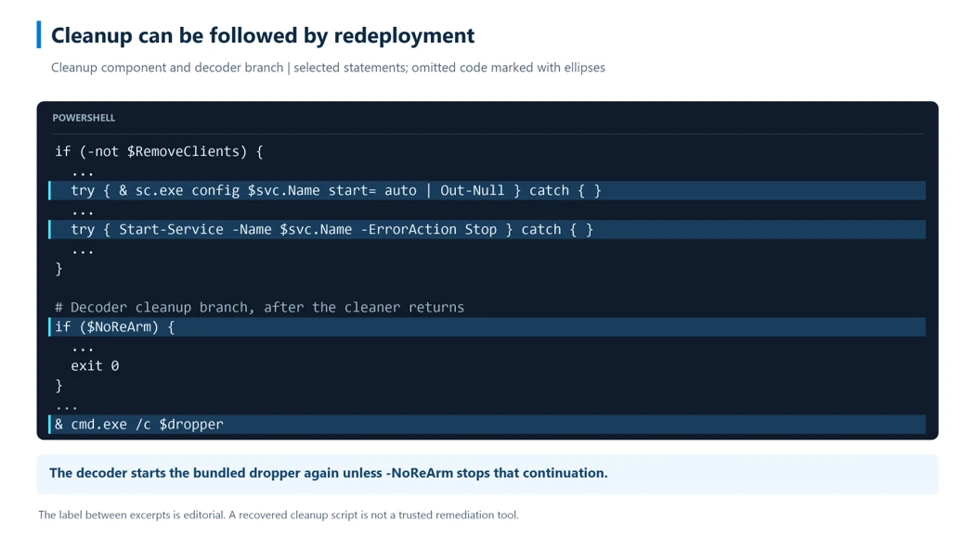 Cleanup can be followed by redeployment
Cleanup component and decoder branch | selected statements; omitted code marked with ellipses
POWERSHELL
if (-not $RemoveClients) {
...
try { & sc.exe config $svc.Name start= auto | Out-Null } catch { }
...
try { Start-Service -Name $svc.Name -ErrorAction Stop } catch { }
...
}
# Decoder cleanup branch, after the cleaner returns
if ($NoReArm) {
...
exit 0
}
...
& cmd.exe /c $dropper
The decoder starts the bundled dropper again unless -NoReArm stops that continuation.
The label between excerpts is editorial. A recovered cleanup script is not a trusted remediation tool.